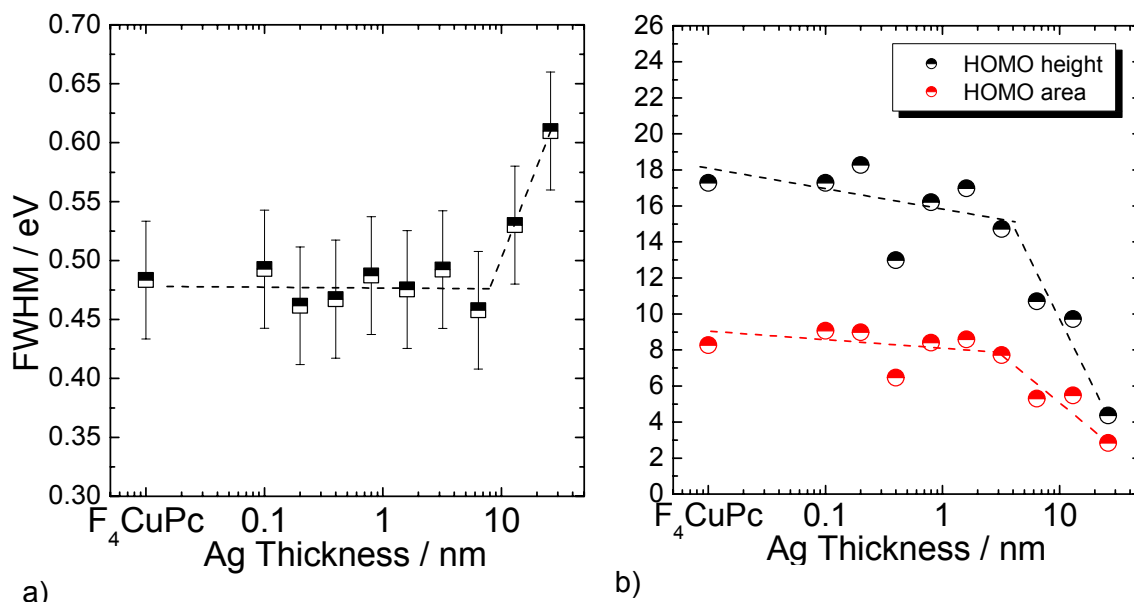 0.70
0.65
0.60
0.55
0.50
0.45
0.40
0.35
0.30
FWHM / eV
F4CuPc 0.1 1 10
Ag Thickness / nm
a)
26
24
22
20
18
16
14
12
10
8
6
4
2
0
HOMO height
HOMO area
F4CuPc 0.1 1 10
Ag Thickness / nm
b)